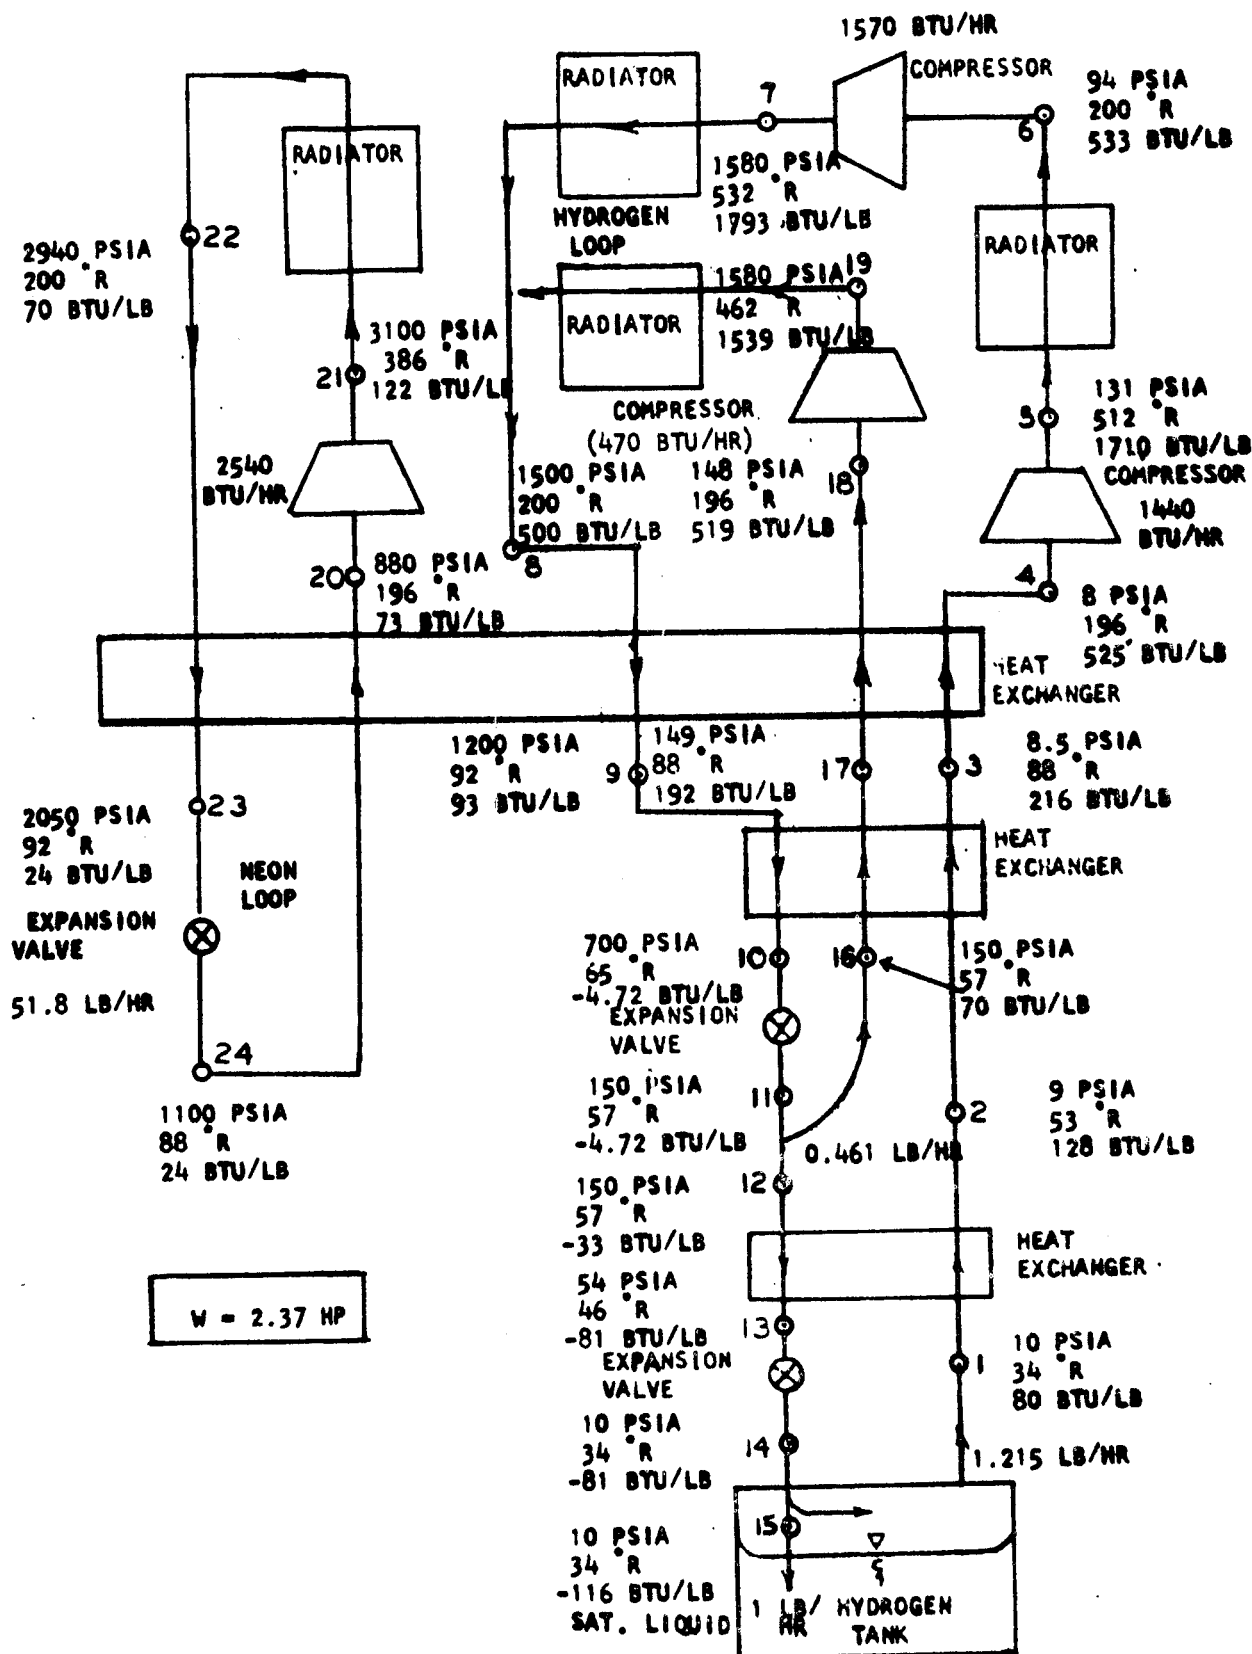 1570 BTU/HR
COMPRESSOR
RADIATOR
7
94 PSIA
200 °R
533 BTU/LB
6
RADIATOR
1580 PSIA
532 °R
1793 BTU/LB
HYDROGEN
LOOP
RADIATOR
22
2940 PSIA
200 °R
70 BTU/LB
1580 PSIA
462 °R
1539 BTU/LB
19
RADIATOR
3100 PSIA
386 °R
122 BTU/LB
21
COMPRESSOR
(470 BTU/HR)
131 PSIA
512 °R
1710 BTU/LB
5
COMPRESSOR
1440
BTU/HR
2540
BTU/HR
1500 PSIA
200 °R
500 BTU/LB
8
148 PSIA
196 °R
519 BTU/LB
18
20
880 PSIA
196 °R
73 BTU/LB
4
8 PSIA
196 °R
525 BTU/LB
HEAT
EXCHANGER
1200 PSIA
92 °R
93 BTU/LB
9
149 PSIA
88 °R
192 BTU/LB
17
3
8.5 PSIA
88 °R
216 BTU/LB
23
2050 PSIA
92 °R
24 BTU/LB
NEON
LOOP
HEAT
EXCHANGER
EXPANSION
VALVE
51.8 LB/HR
700 PSIA
65 °R
-4.72 BTU/LB
10
EXPANSION
VALVE
16
150 PSIA
57 °R
70 BTU/LB
24
1100 PSIA
88 °R
24 BTU/LB
150 PSIA
57 °R
-4.72 BTU/LB
11
2
9 PSIA
53 °R
128 BTU/LB
0.461 LB/HR
12
150 PSIA
57 °R
-33 BTU/LB
HEAT
EXCHANGER
W = 2.37 HP
54 PSIA
46 °R
-81 BTU/LB
13
EXPANSION
VALVE
1
10 PSIA
34 °R
80 BTU/LB
10 PSIA
34 °R
-81 BTU/LB
14
1.215 LB/HR
15
10 PSIA
34 °R
-116 BTU/LB
SAT. LIQUID
1 LB/
HR
HYDROGEN
TANK